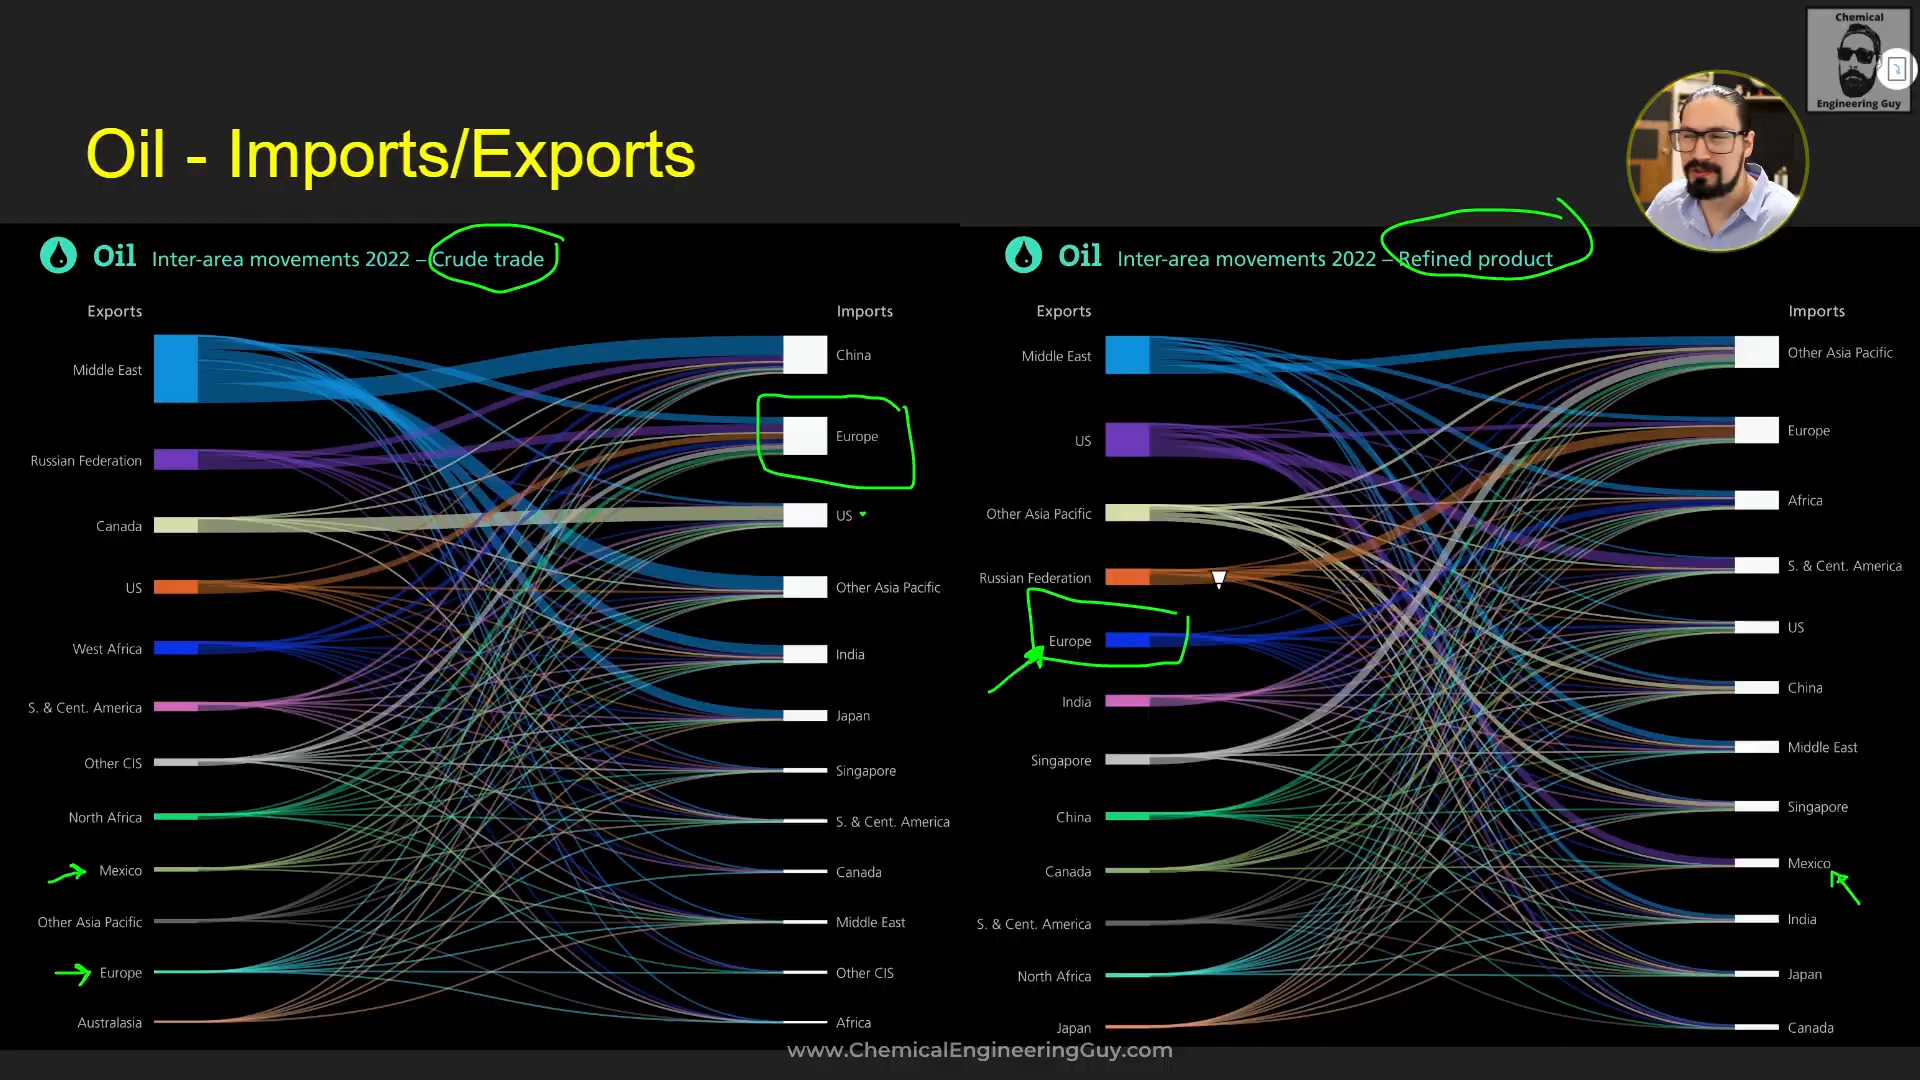 Chemical
Engineering Guy
Oil - Imports/Exports
Oil Inter-area movements 2022 – Crude trade
Exports
Imports
Middle East
Russian Federation
Canada
US
West Africa
S. & Cent. America
Other CIS
North Africa
Mexico
Other Asia Pacific
Europe
Australasia
China
Europe
US
Other Asia Pacific
India
Japan
Singapore
S. & Cent. America
Canada
Middle East
Other CIS
Africa
Oil Inter-area movements 2022 – Refined product
Exports
Imports
Middle East
US
Other Asia Pacific
Russian Federation
Europe
India
Singapore
China
Canada
S. & Cent. America
North Africa
Japan
Other Asia Pacific
Europe
Africa
S. & Cent. America
US
China
Middle East
Singapore
Mexico
India
Japan
Canada
www.ChemicalEngineeringGuy.com